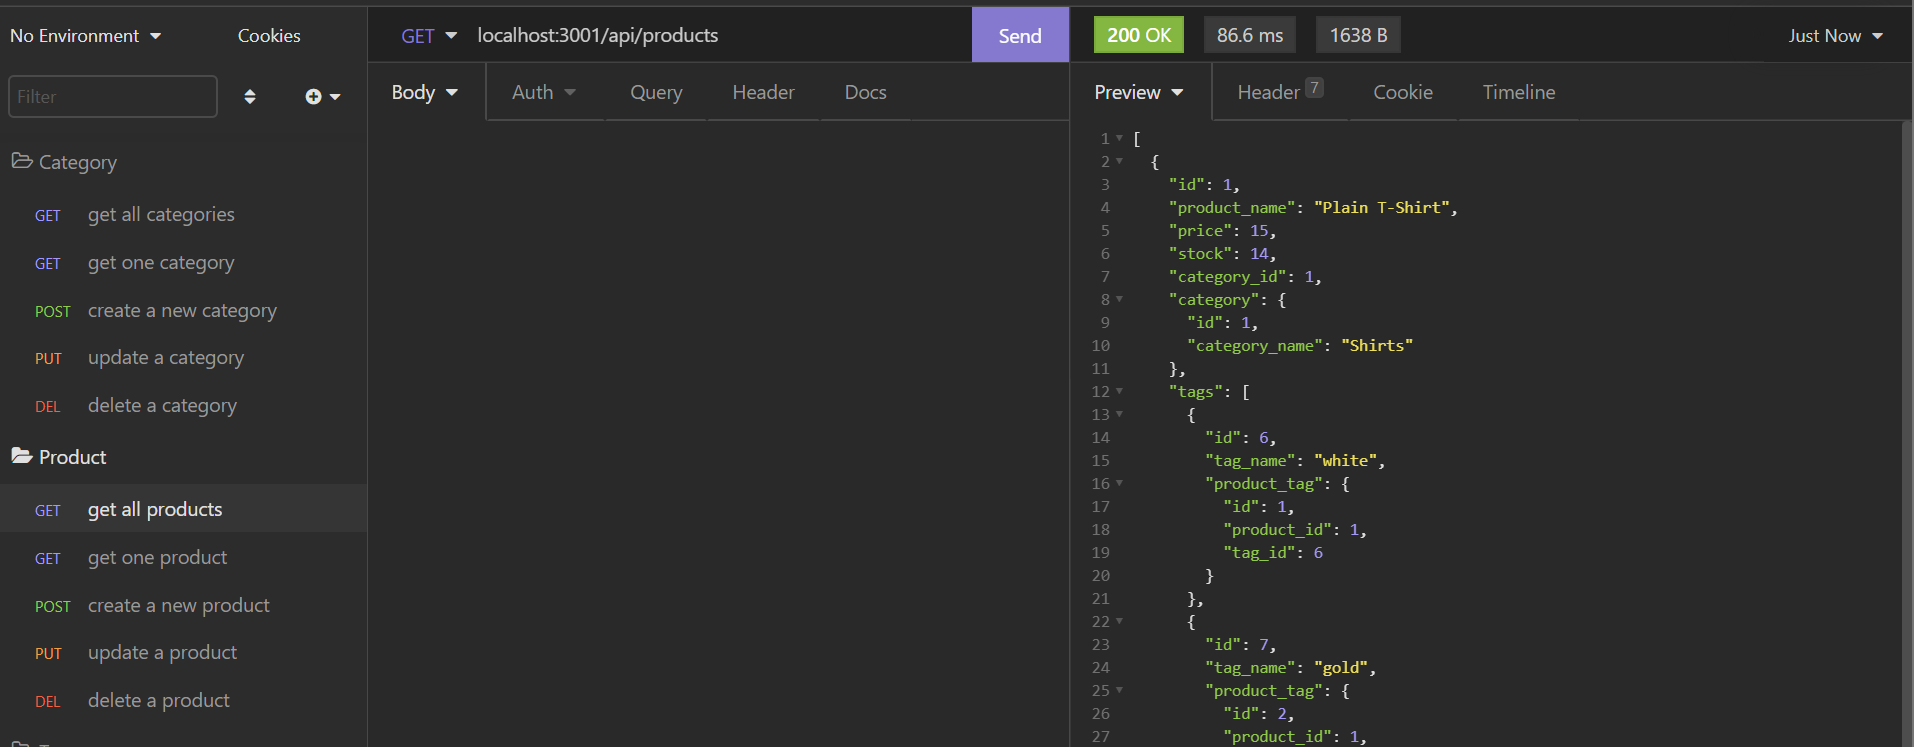 No Environment
Cookies
Filter
Category
GET get all categories
GET get one category
POST create a new category
PUT update a category
DEL delete a category
Product
GET get all products
GET get one product
POST create a new product
PUT update a product
DEL delete a product
GET localhost:3001/api/products Send
Body Auth Query Header Docs
200 OK 86.6 ms 1638 B Just Now
Preview Header 7 Cookie Timeline
1 [
2 {
3 "id": 1,
4 "product_name": "Plain T-Shirt",
5 "price": 15,
6 "stock": 14,
7 "category_id": 1,
8 "category": {
9 "id": 1,
10 "category_name": "Shirts"
11 },
12 "tags": [
13 {
14 "id": 6,
15 "tag_name": "white",
16 "product_tag": {
17 "id": 1,
18 "product_id": 1,
19 "tag_id": 6
20 }
21 },
22 {
23 "id": 7,
24 "tag_name": "gold",
25 "product_tag": {
26 "id": 2,
27 "product_id": 1,